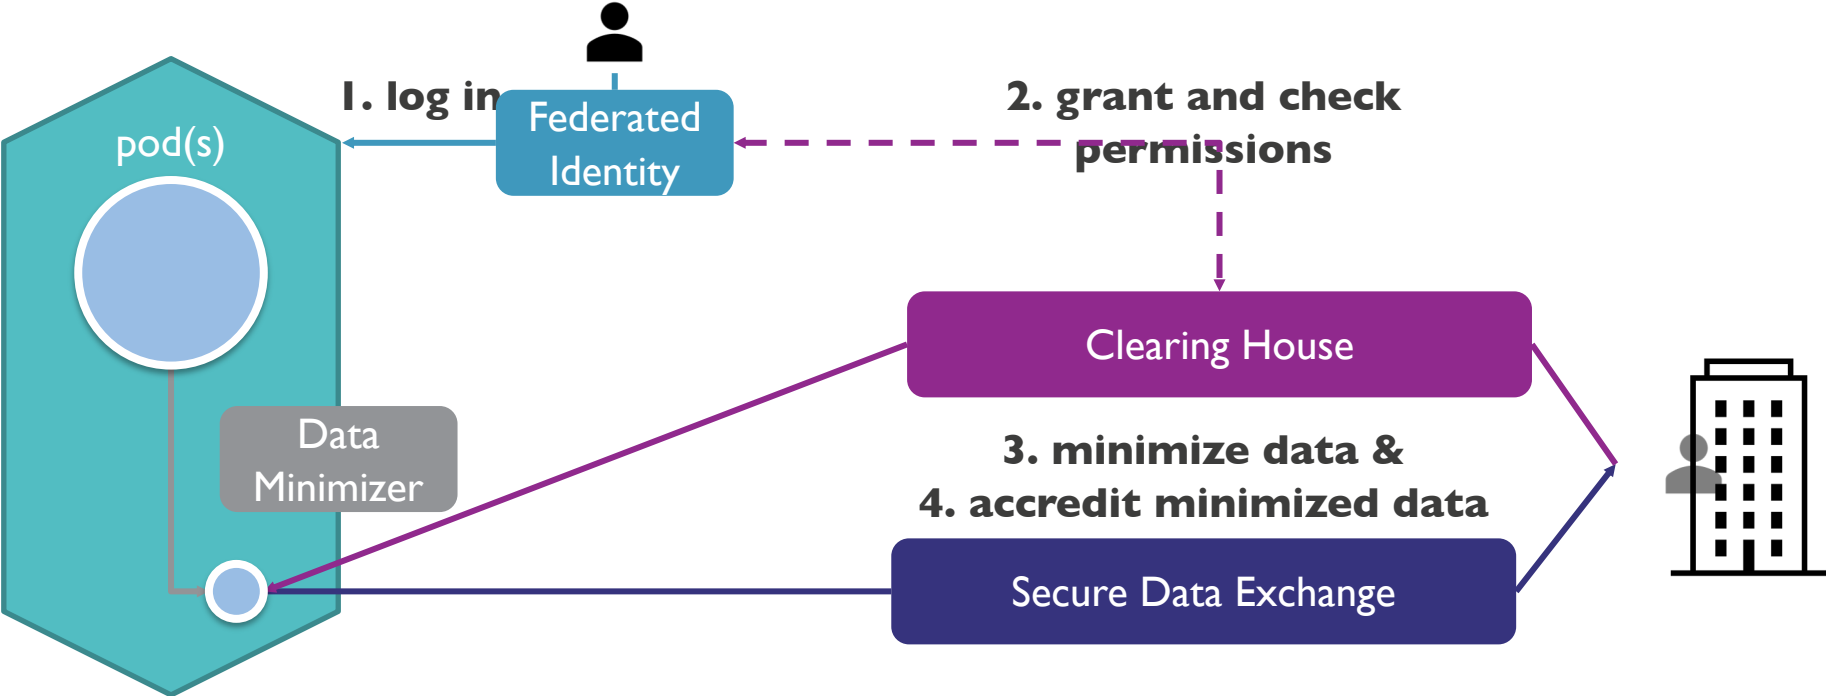 1. log in
Federated
Identity
2. grant and check
permissions
pod(s)
Clearing House
Data
Minimizer
3. minimize data &
4. accredit minimized data
Secure Data Exchange